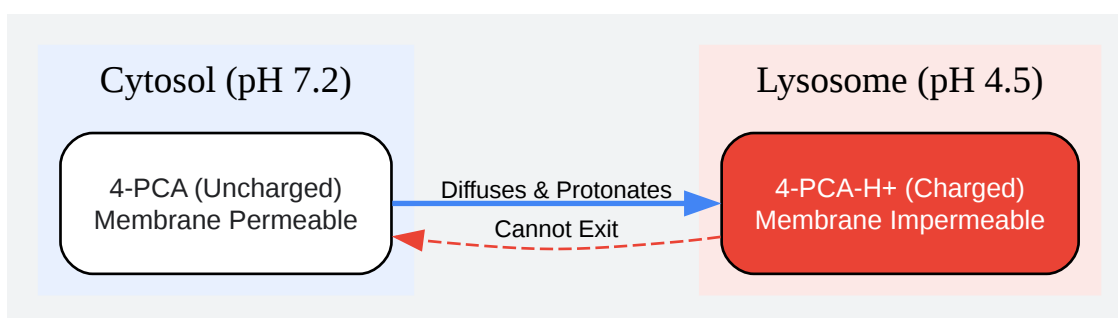 Cytosol (pH 7.2)
4-PCA (Uncharged)
Membrane Permeable
Diffuses & Protonates
Cannot Exit
Lysosome (pH 4.5)
4-PCA-H+ (Charged)
Membrane Impermeable